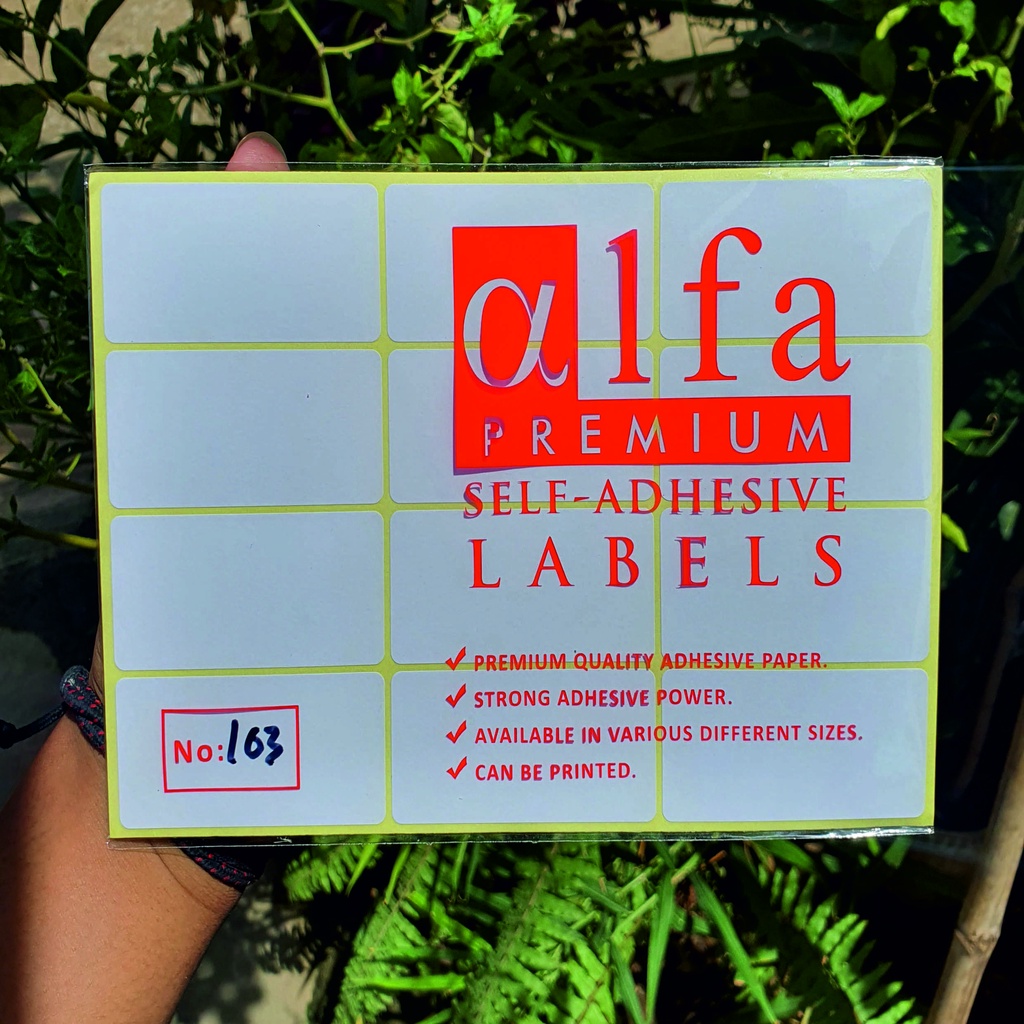 αlfa
PREMIUM
SELF-ADHESIVE
LABELS
✓ PREMIUM QUALITY ADHESIVE PAPER.
✓ STRONG ADHESIVE POWER.
✓ AVAILABLE IN VARIOUS DIFFERENT SIZES.
✓ CAN BE PRINTED.
No: 103